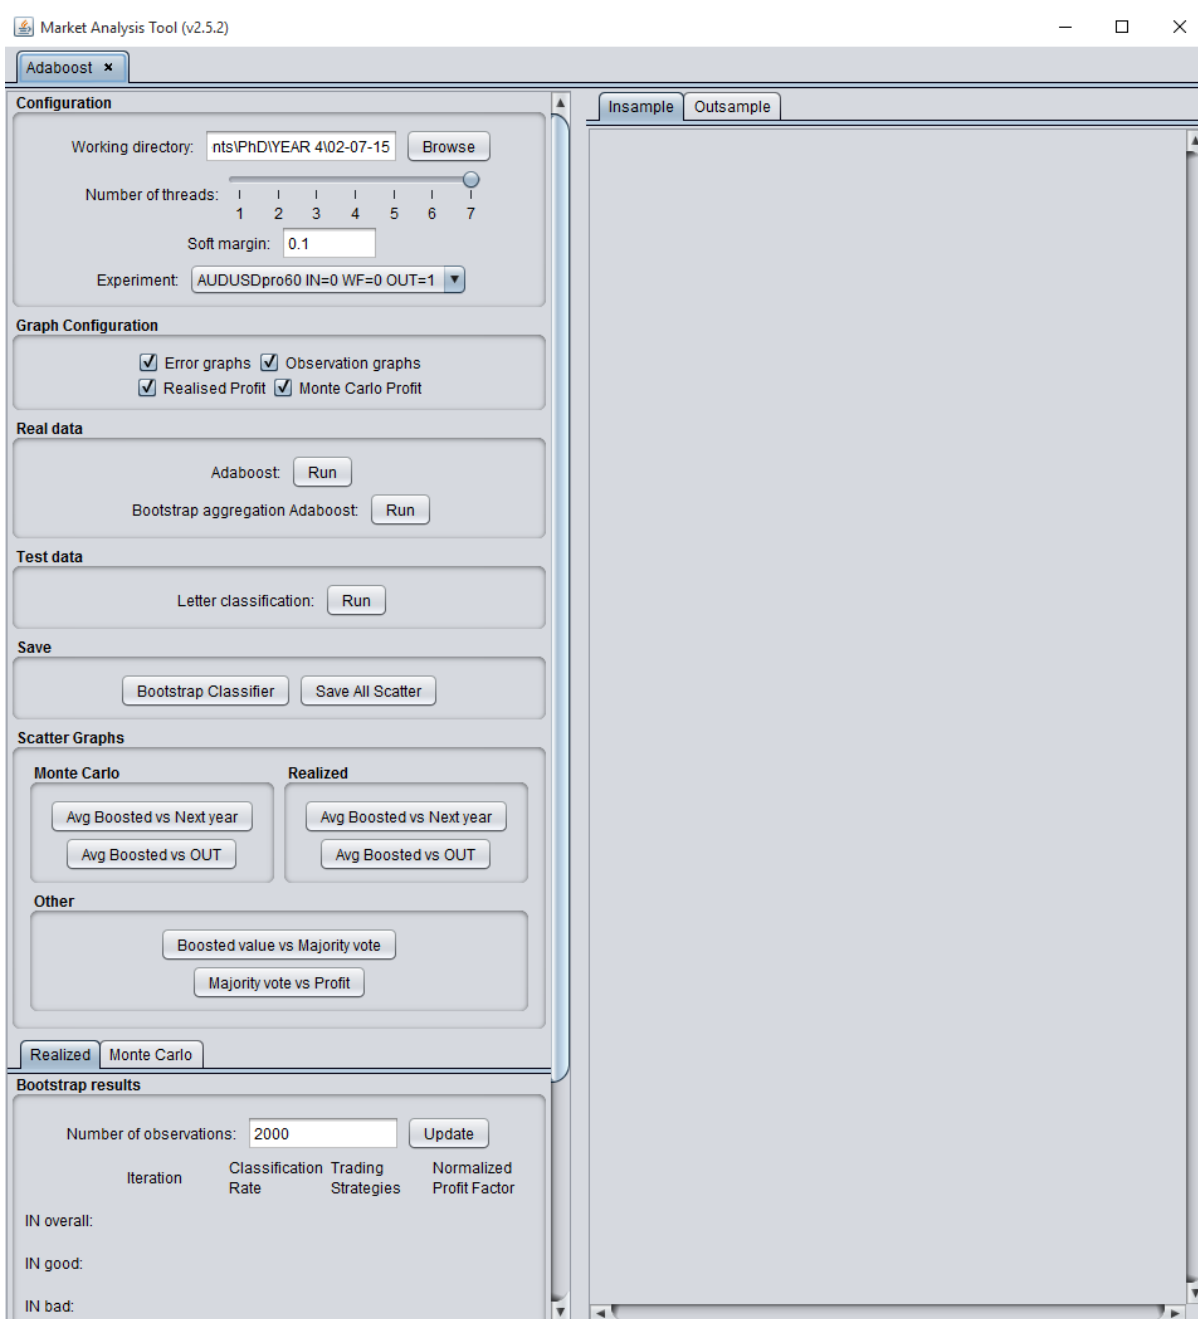 Market Analysis Tool (v2.5.2)
Adaboost
Configuration
Working directory: nts\PhD\YEAR 4\02-07-15 Browse
Number of threads:
1 2 3 4 5 6 7
Soft margin: 0.1
Experiment: AUDUSDpro60 IN=0 WF=0 OUT=1
Graph Configuration
Error graphs Observation graphs
Realised Profit Monte Carlo Profit
Real data
Adaboost: Run
Bootstrap aggregation Adaboost: Run
Test data
Letter classification: Run
Save
Bootstrap Classifier Save All Scatter
Scatter Graphs
Monte Carlo Realized
Avg Boosted vs Next year Avg Boosted vs Next year
Avg Boosted vs OUT Avg Boosted vs OUT
Other
Boosted value vs Majority vote
Majority vote vs Profit
Realized Monte Carlo
Bootstrap results
Number of observations: 2000 Update
Iteration Classification Rate Trading Strategies Normalized Profit Factor
IN overall:
IN good:
IN bad:
Insample Outsample